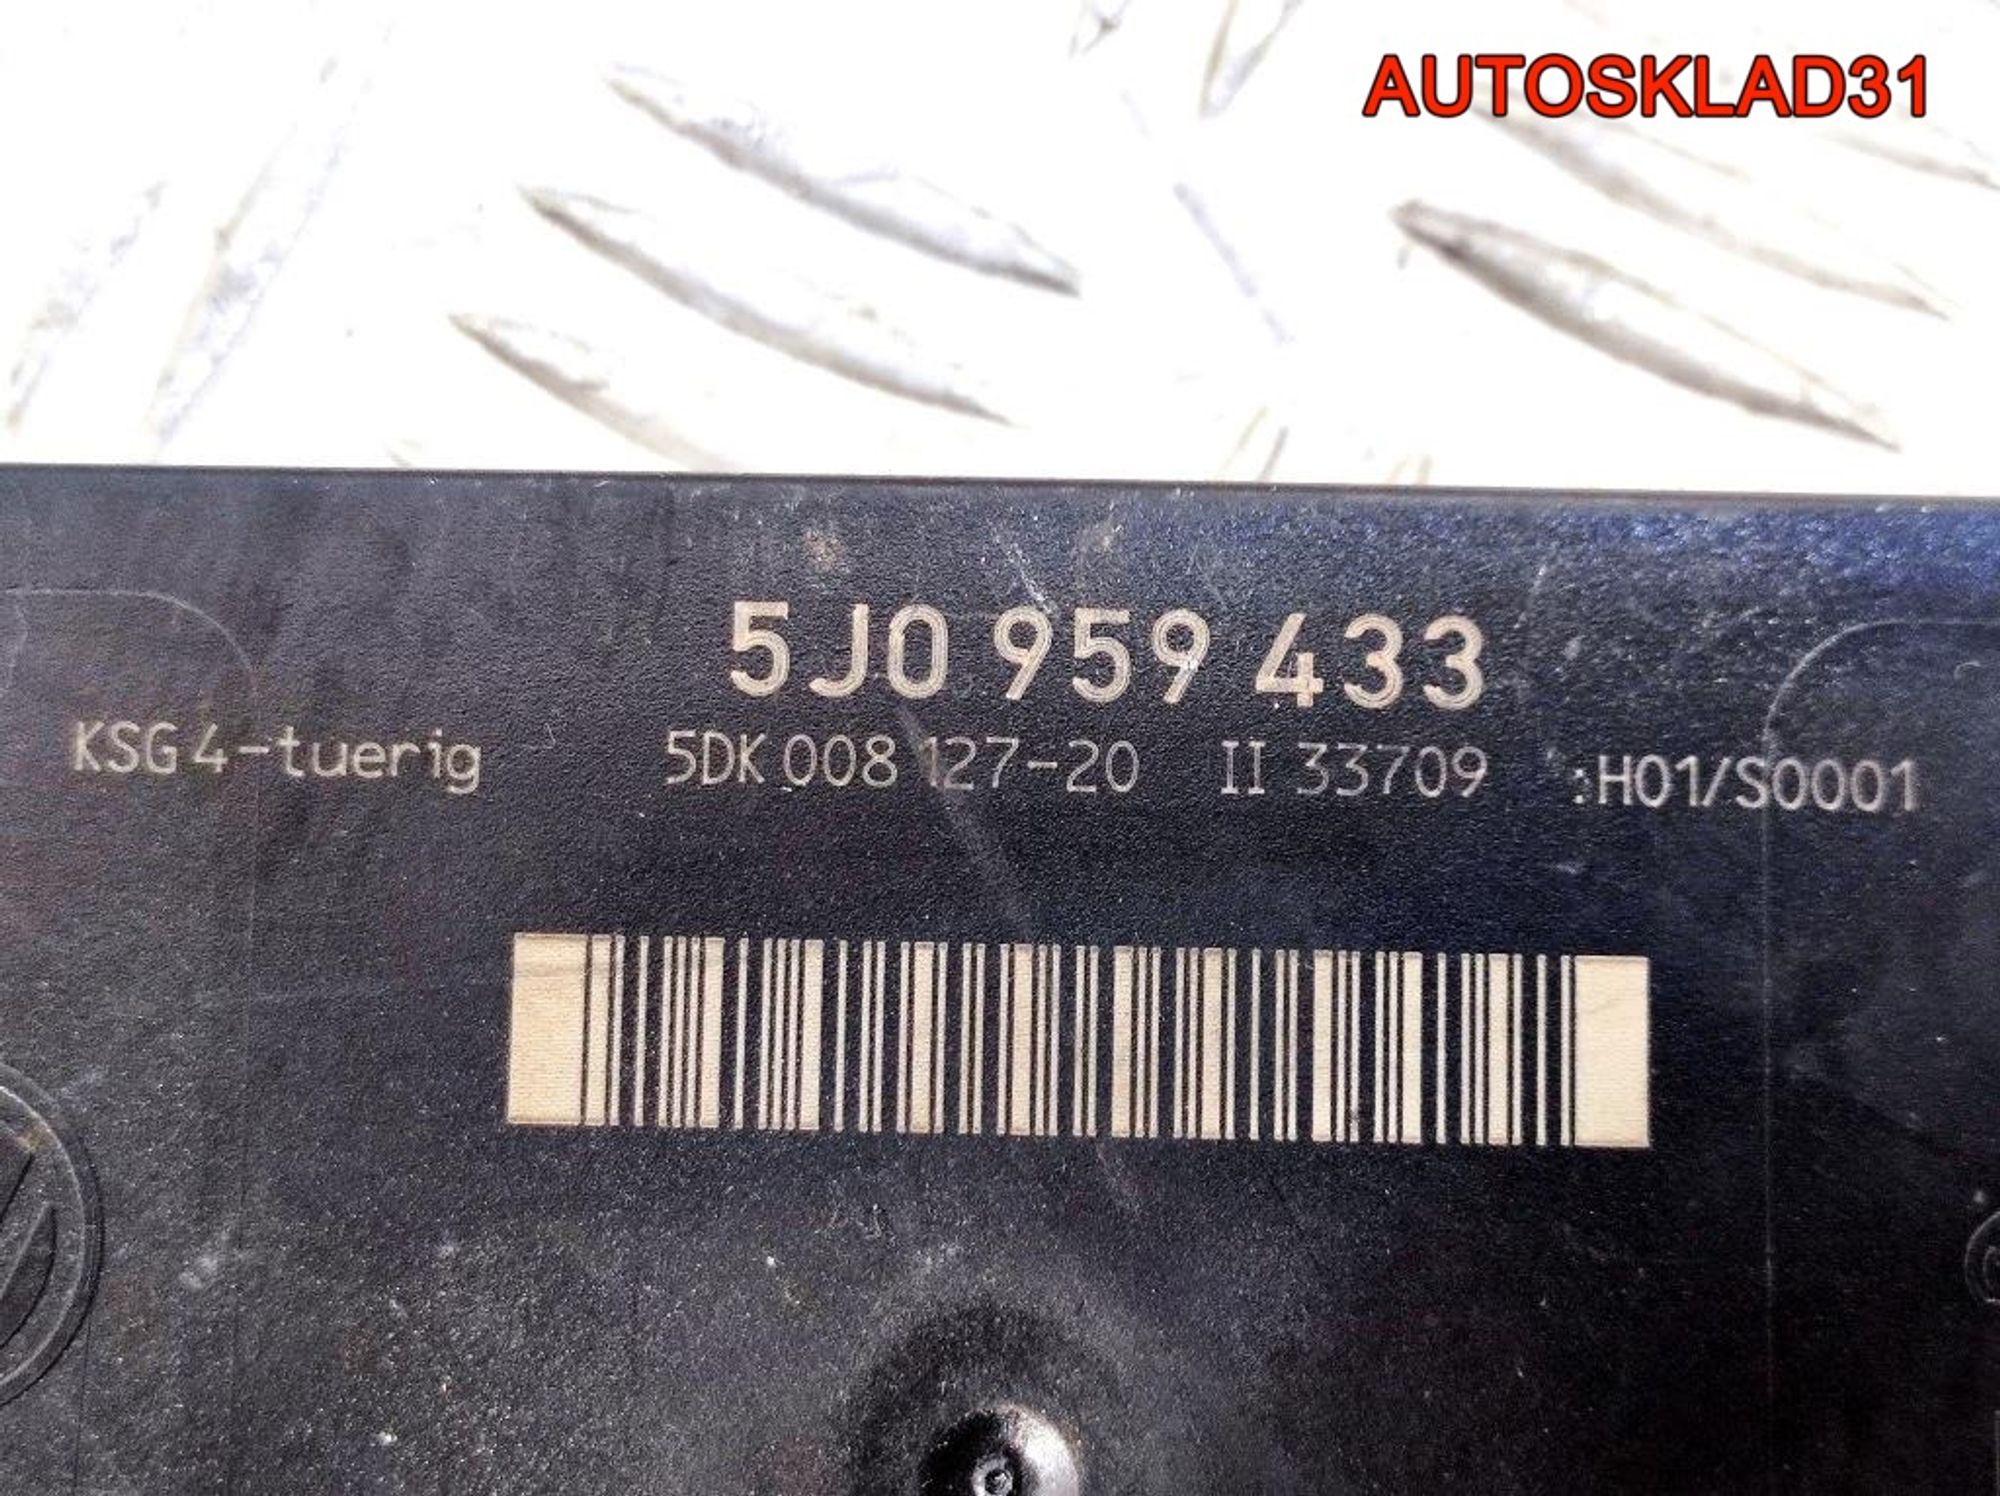 AUTOSKLAD31
5J0 959 433
KSG 4-tuerig 5DK 008 127-20 II 33709 :H01/S0001